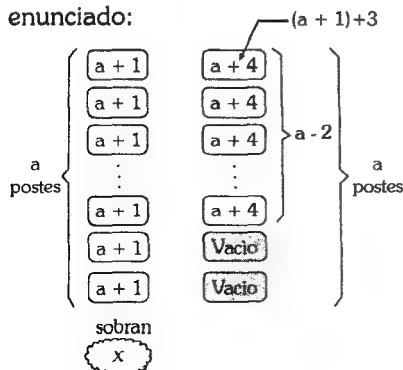 enunciado:
(a + 1)+3
a + 1 a + 4
a + 1 a + 4
a + 1 a + 4
a - 2
a postes
a postes
a + 1 a + 4
a + 1 Vacio
a + 1 Vacio
sobran
x